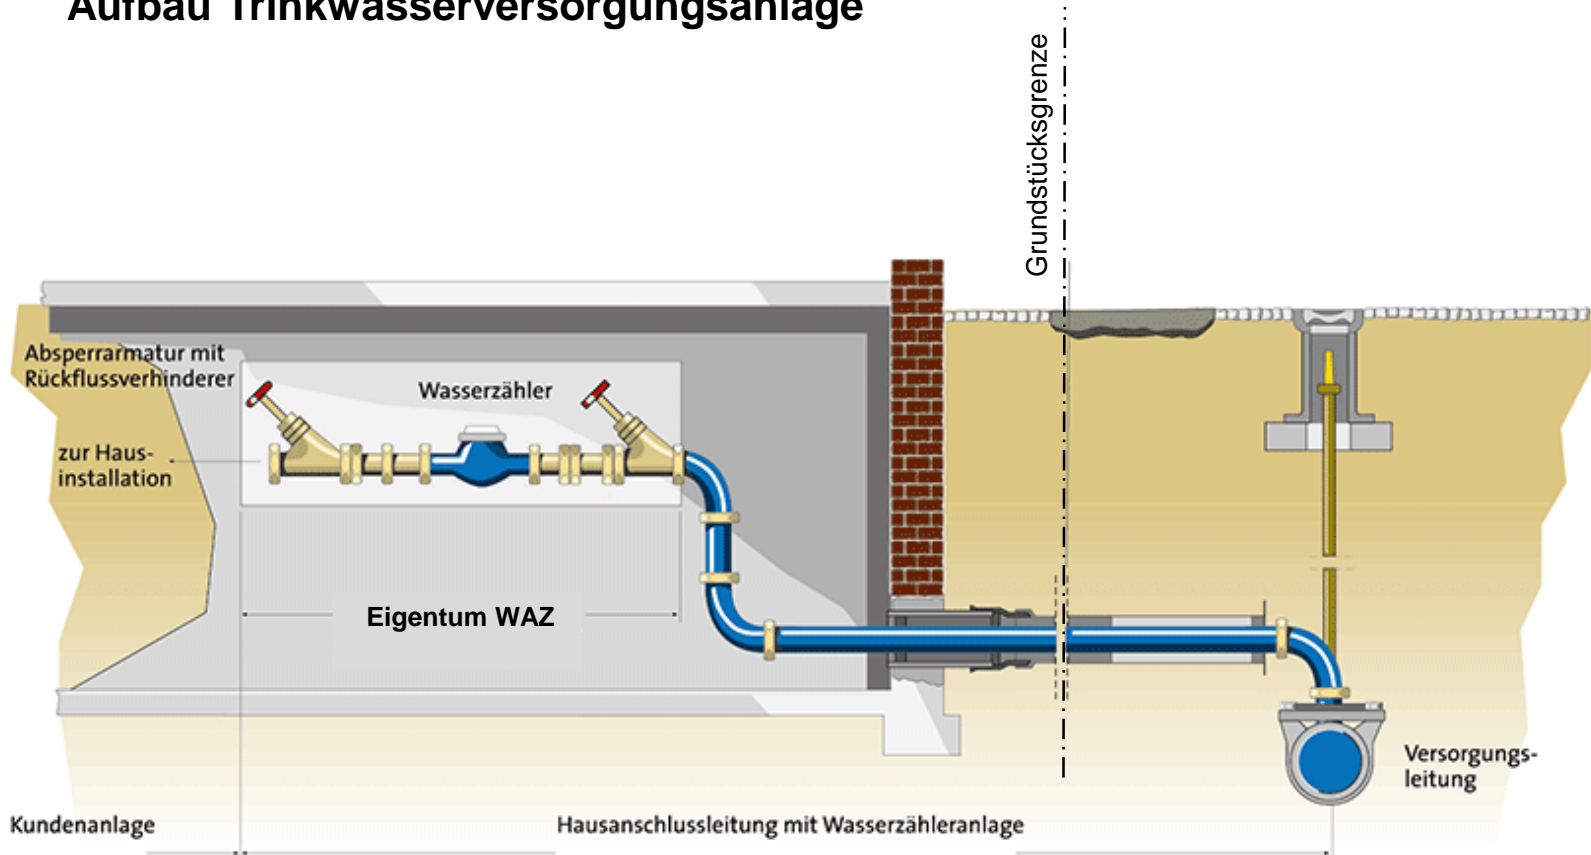 Aufbau Trinkwasserversorgungsanlage
Grundstücksgrenze
Absperrarmatur mit
Rückflussverhinderer
Wasserzähler
zur Haus-
installation
Eigentum WAZ
Versorgungs-
leitung
Kundenanlage
Hausanschlussleitung mit Wasserzähleranlage